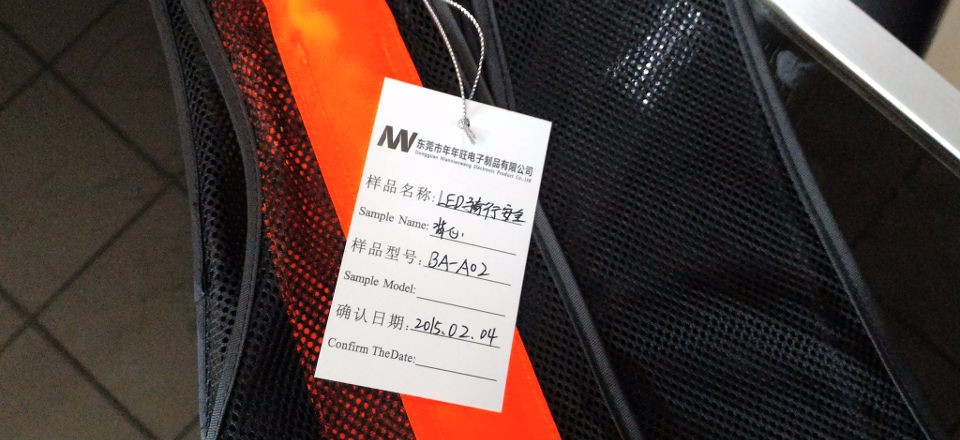 NW 东莞市年年旺电子制品有限公司
Dongguan Niannianwang Electronic Product Co., Ltd
样品名称: LED骑行安全
Sample Name: 背心.
样品型号: BA-A02
Sample Model:
确认日期: 2015.02.04
Confirm TheDate: